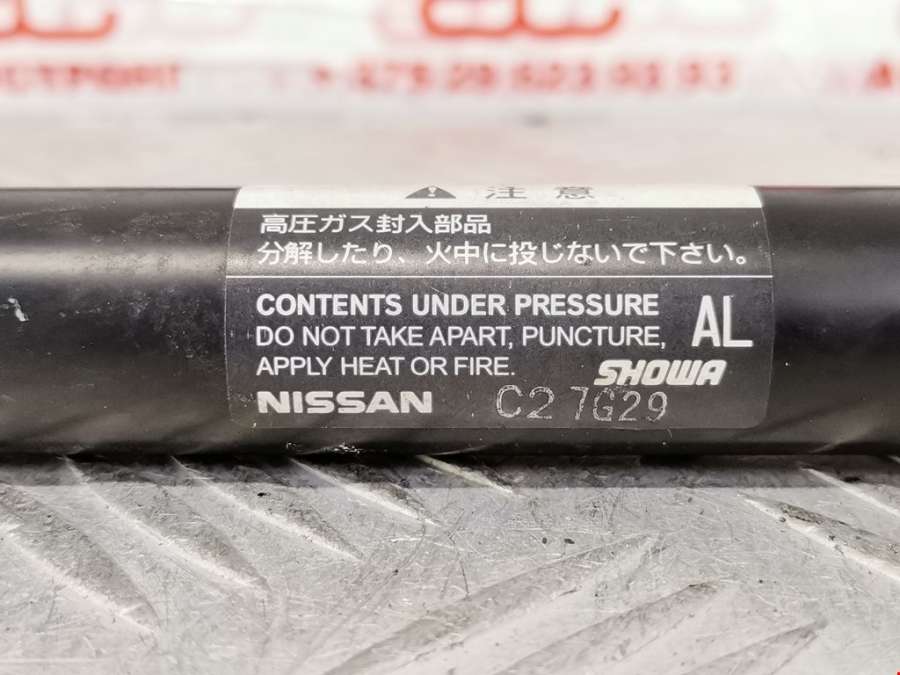 注意
高圧ガス封入部品
分解したり、火中に投じないで下さい。
CONTENTS UNDER PRESSURE
DO NOT TAKE APART, PUNCTURE,
APPLY HEAT OR FIRE.
AL
SHOWA
NISSAN C27G29